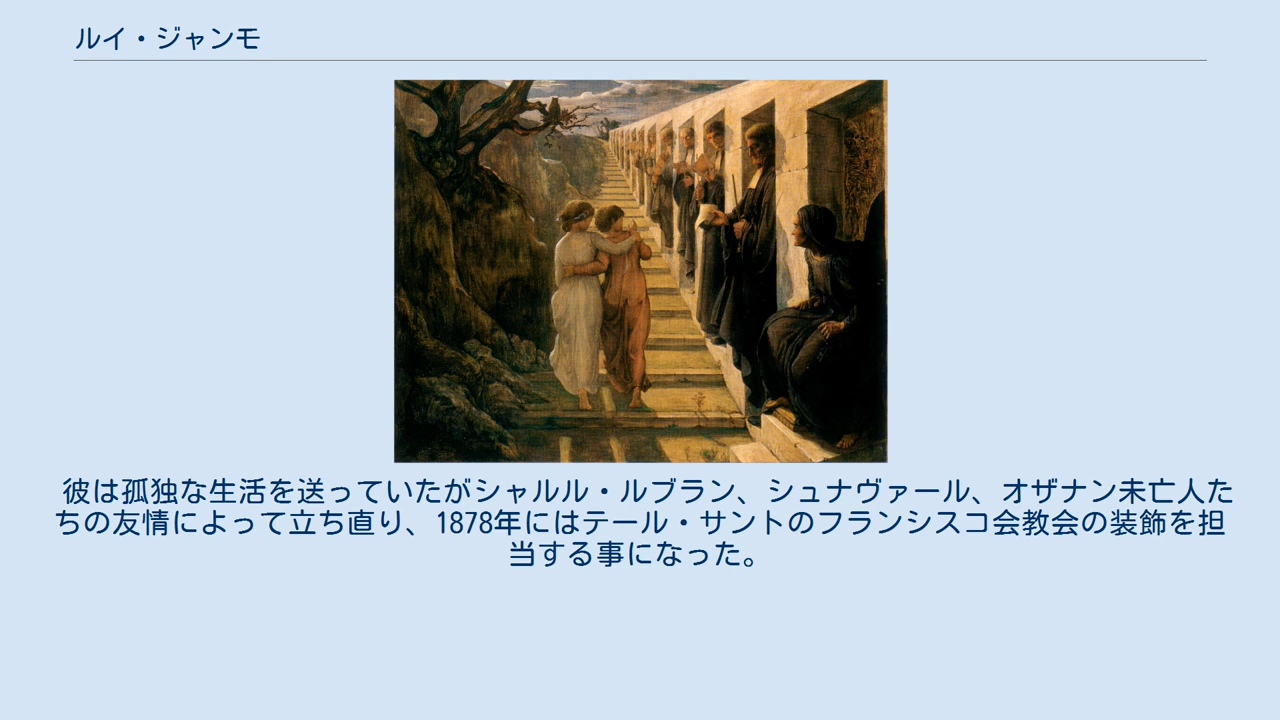 ルイ・ジャンモ
彼は孤独な生活を送っていたがシャルル・ルブラン、シュナヴァール、オザナン未亡人た
ちの友情によって立ち直り、1878年にはテール・サントのフランシスコ会教会の装飾を担
当する事になった。